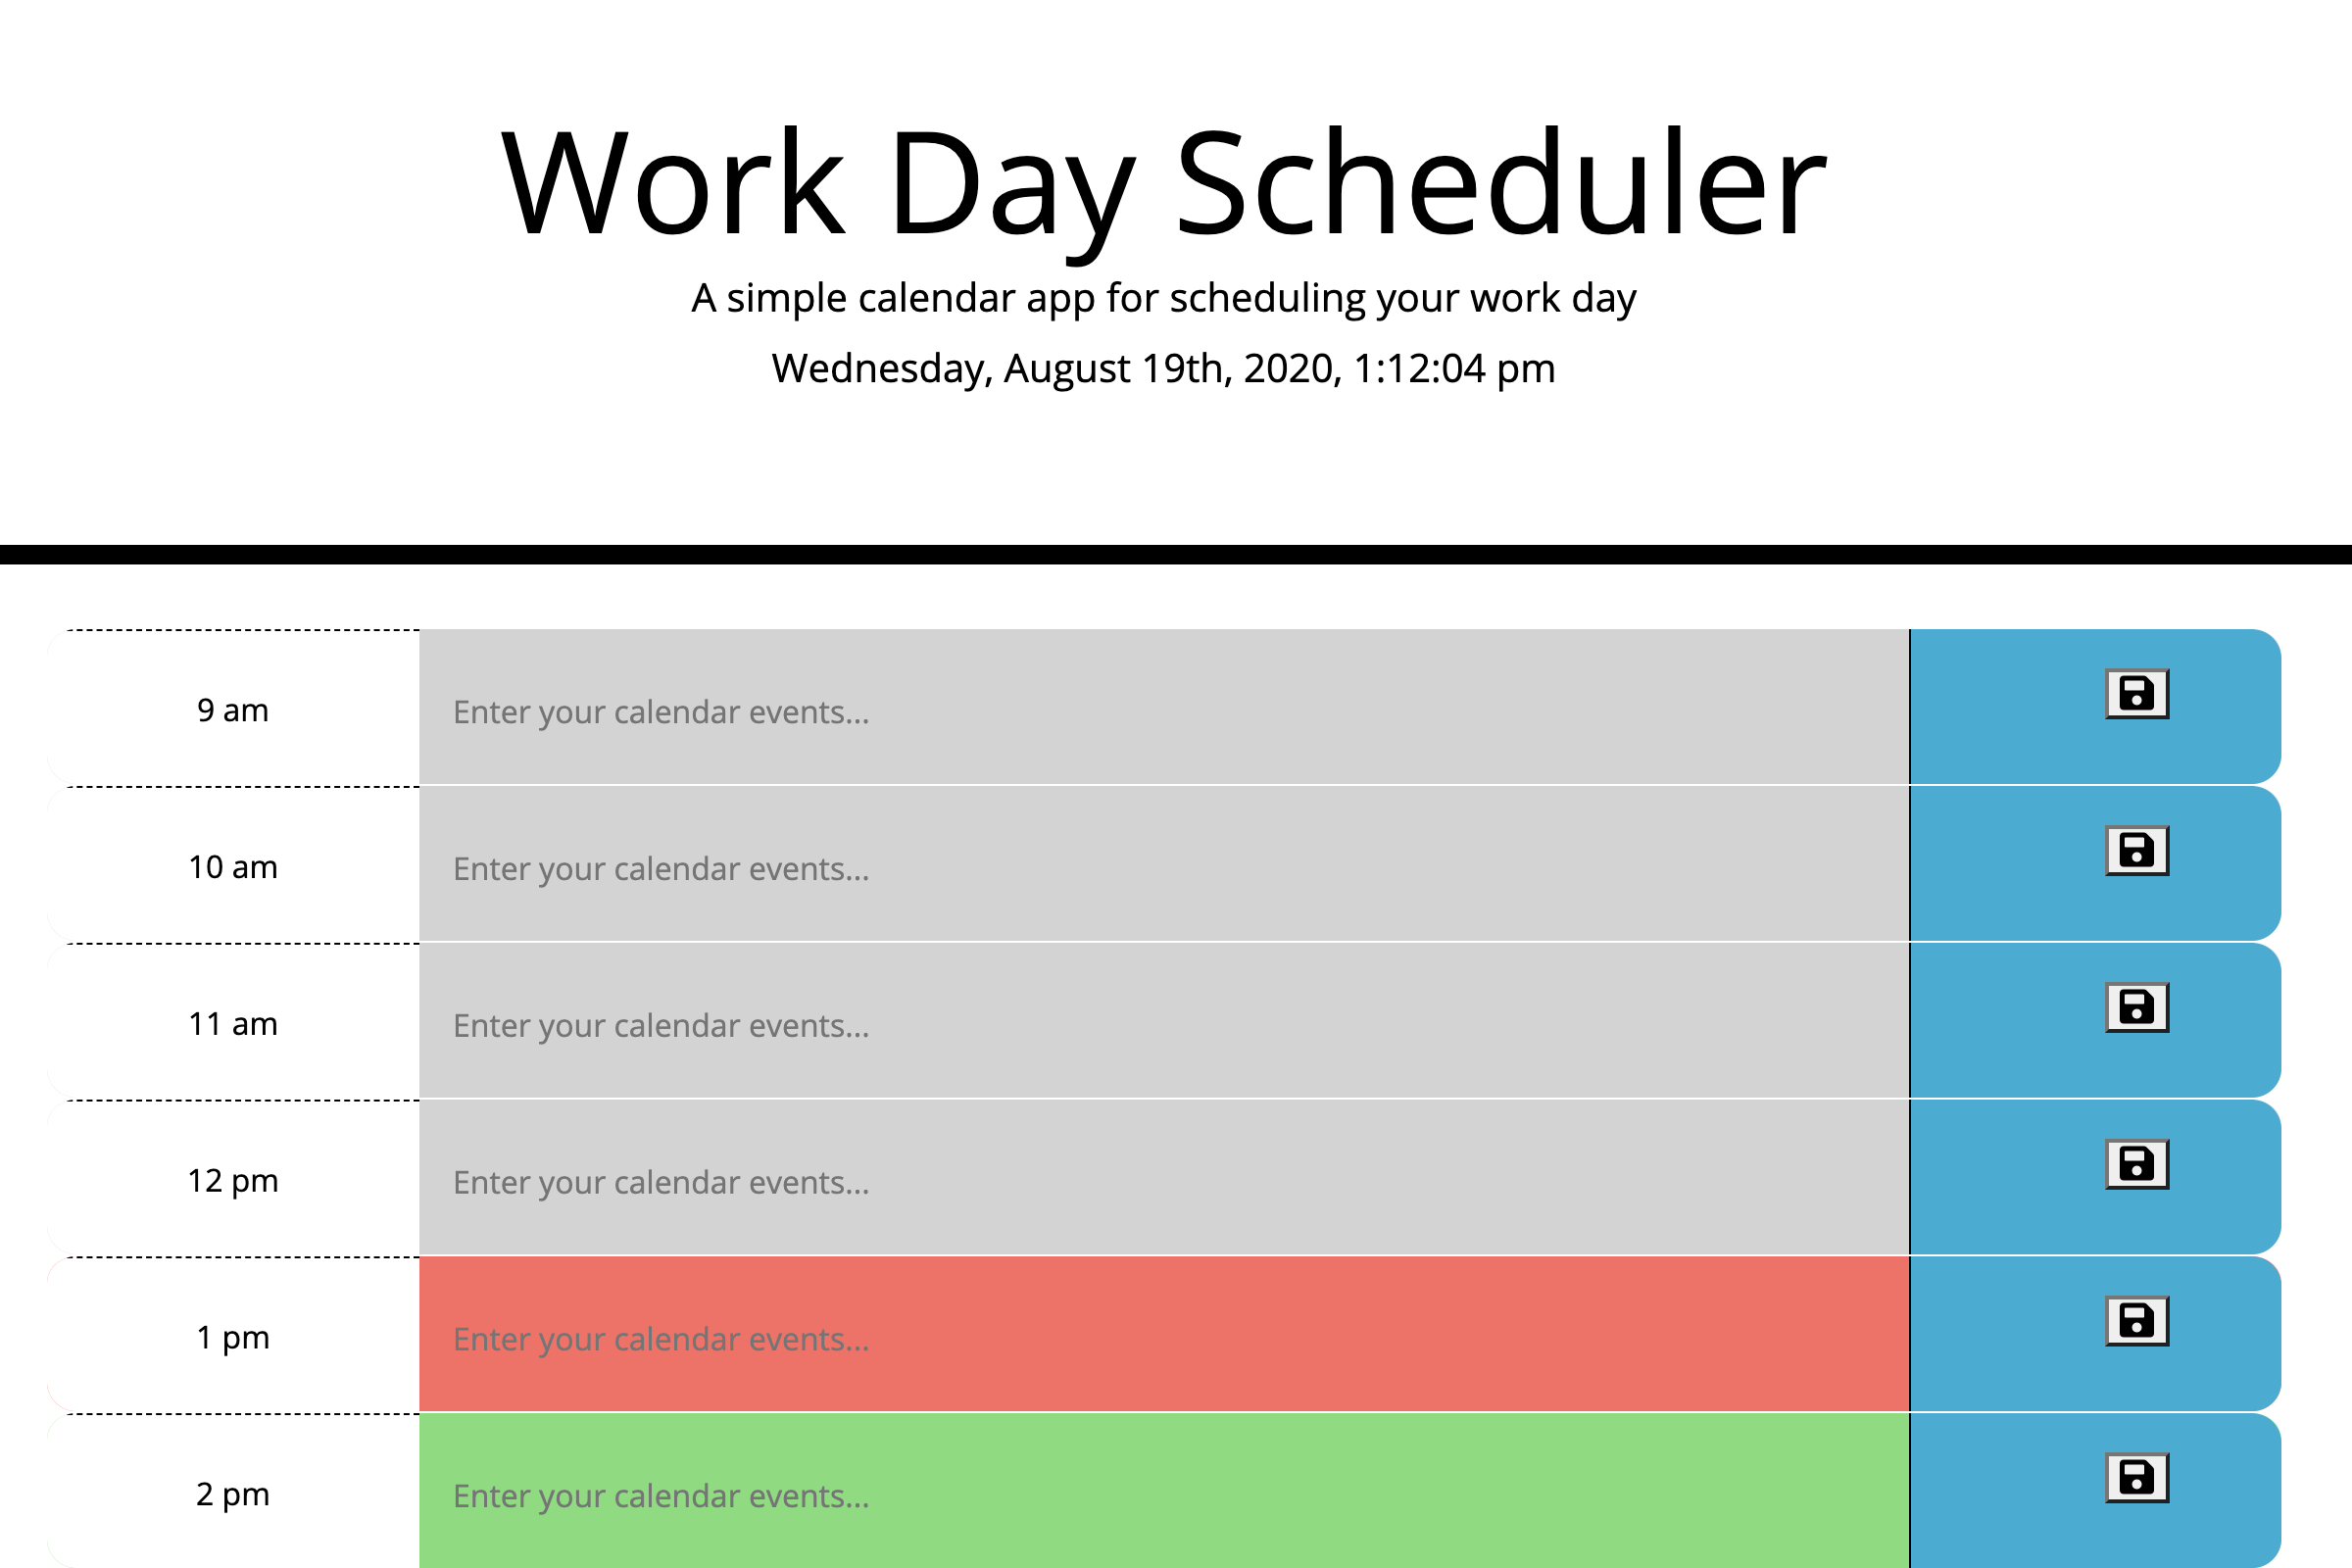 Work Day Scheduler
A simple calendar app for scheduling your work day
Wednesday, August 19th, 2020, 1:12:04 pm
9 am Enter your calendar events...
10 am Enter your calendar events...
11 am Enter your calendar events...
12 pm Enter your calendar events...
1 pm Enter your calendar events...
2 pm Enter your calendar events...